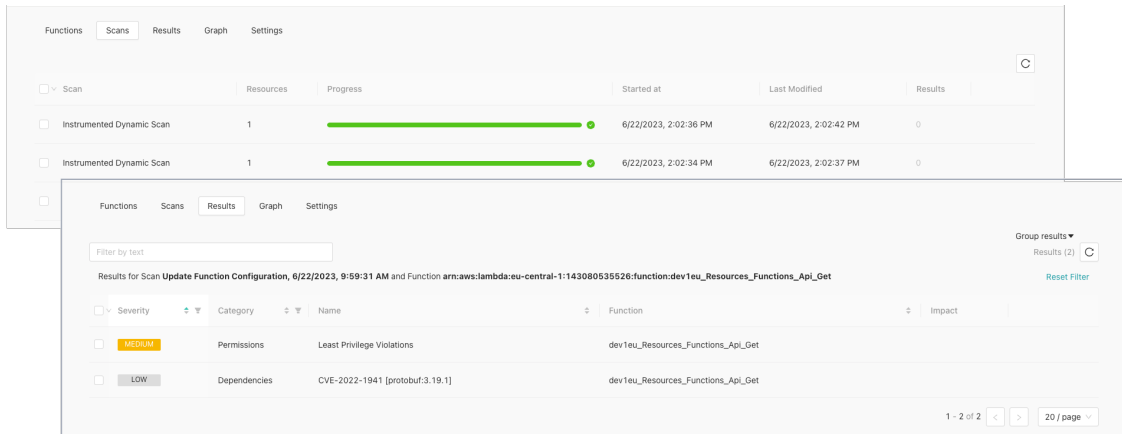 Functions Scans Results Graph Settings
Scan Resources Progress Started at Last Modified Results
Instrumented Dynamic Scan 1 6/22/2023, 2:02:36 PM 6/22/2023, 2:02:42 PM 0
Instrumented Dynamic Scan 1 6/22/2023, 2:02:34 PM 6/22/2023, 2:02:37 PM 0
Functions Scans Results Graph Settings
Group results
Filter by text Results (2)
Results for Scan Update Function Configuration, 6/22/2023, 9:59:31 AM and Function arn:aws:lambda:eu-central-1:143080535526:function:dev1eu_Resources_Functions_Api_Get Reset Filter
Severity Category Name Function Impact
MEDIUM Permissions Least Privilege Violations dev1eu_Resources_Functions_Api_Get
LOW Dependencies CVE-2022-1941 [protobuf:3.19.1] dev1eu_Resources_Functions_Api_Get
1 - 2 of 2 < > 20 / page